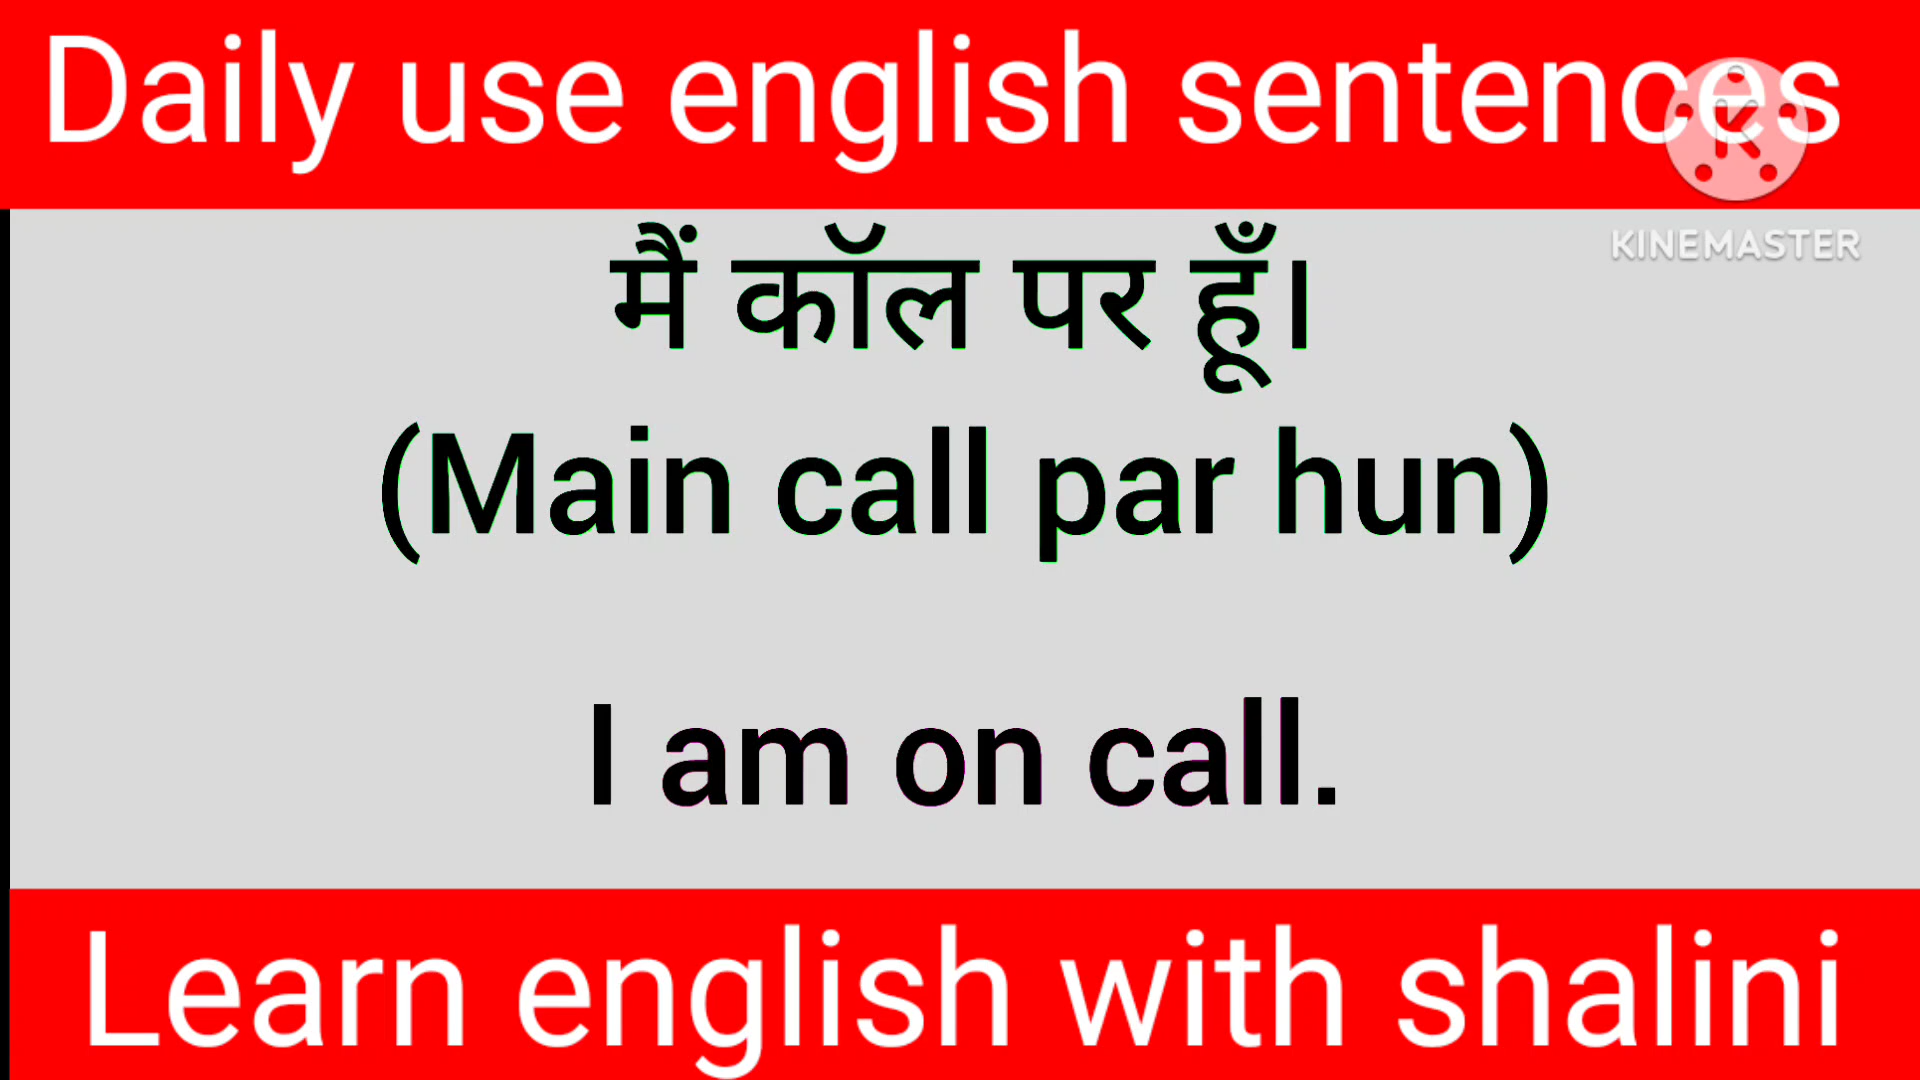 Daily use english sentences
KINEMASTER
मैं कॉल पर हूँ।
(Main call par hun)
I am on call.
Learn english with shalini